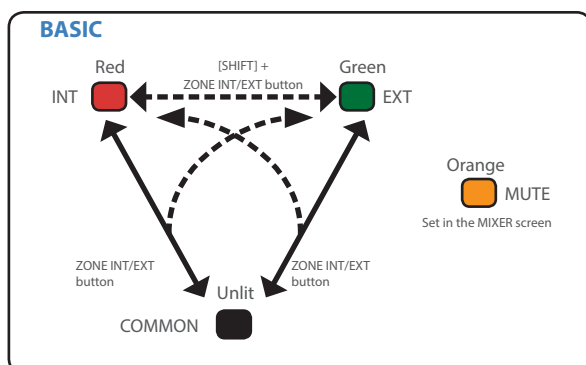 BASIC
Red
[SHIFT] +
ZONE INT/EXT button
Green
INT
EXT
Orange
MUTE
Set in the MIXER screen
ZONE INT/EXT
button
ZONE INT/EXT
button
Unlit
COMMON